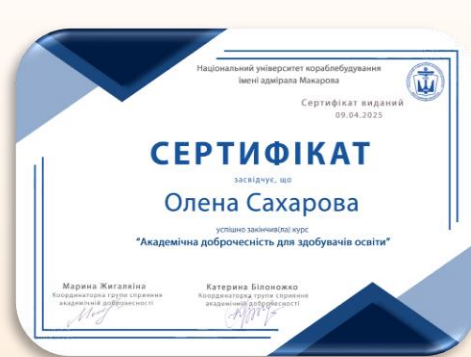 Національний університет кораблебудування
імені адмірала Макарова
Сертифікат виданий
09.04.2025
СЕРТИФІКАТ
засвідчує, що
Олена Сахарова
успішно закінчив(ла) курс
"Академічна доброчесність для здобувачів освіти"
Марина Жигалкіна
Координаторка групи сприяння
академічній доброчесності
Катерина Білоножко
Координаторка групи сприяння
академічній доброчесності